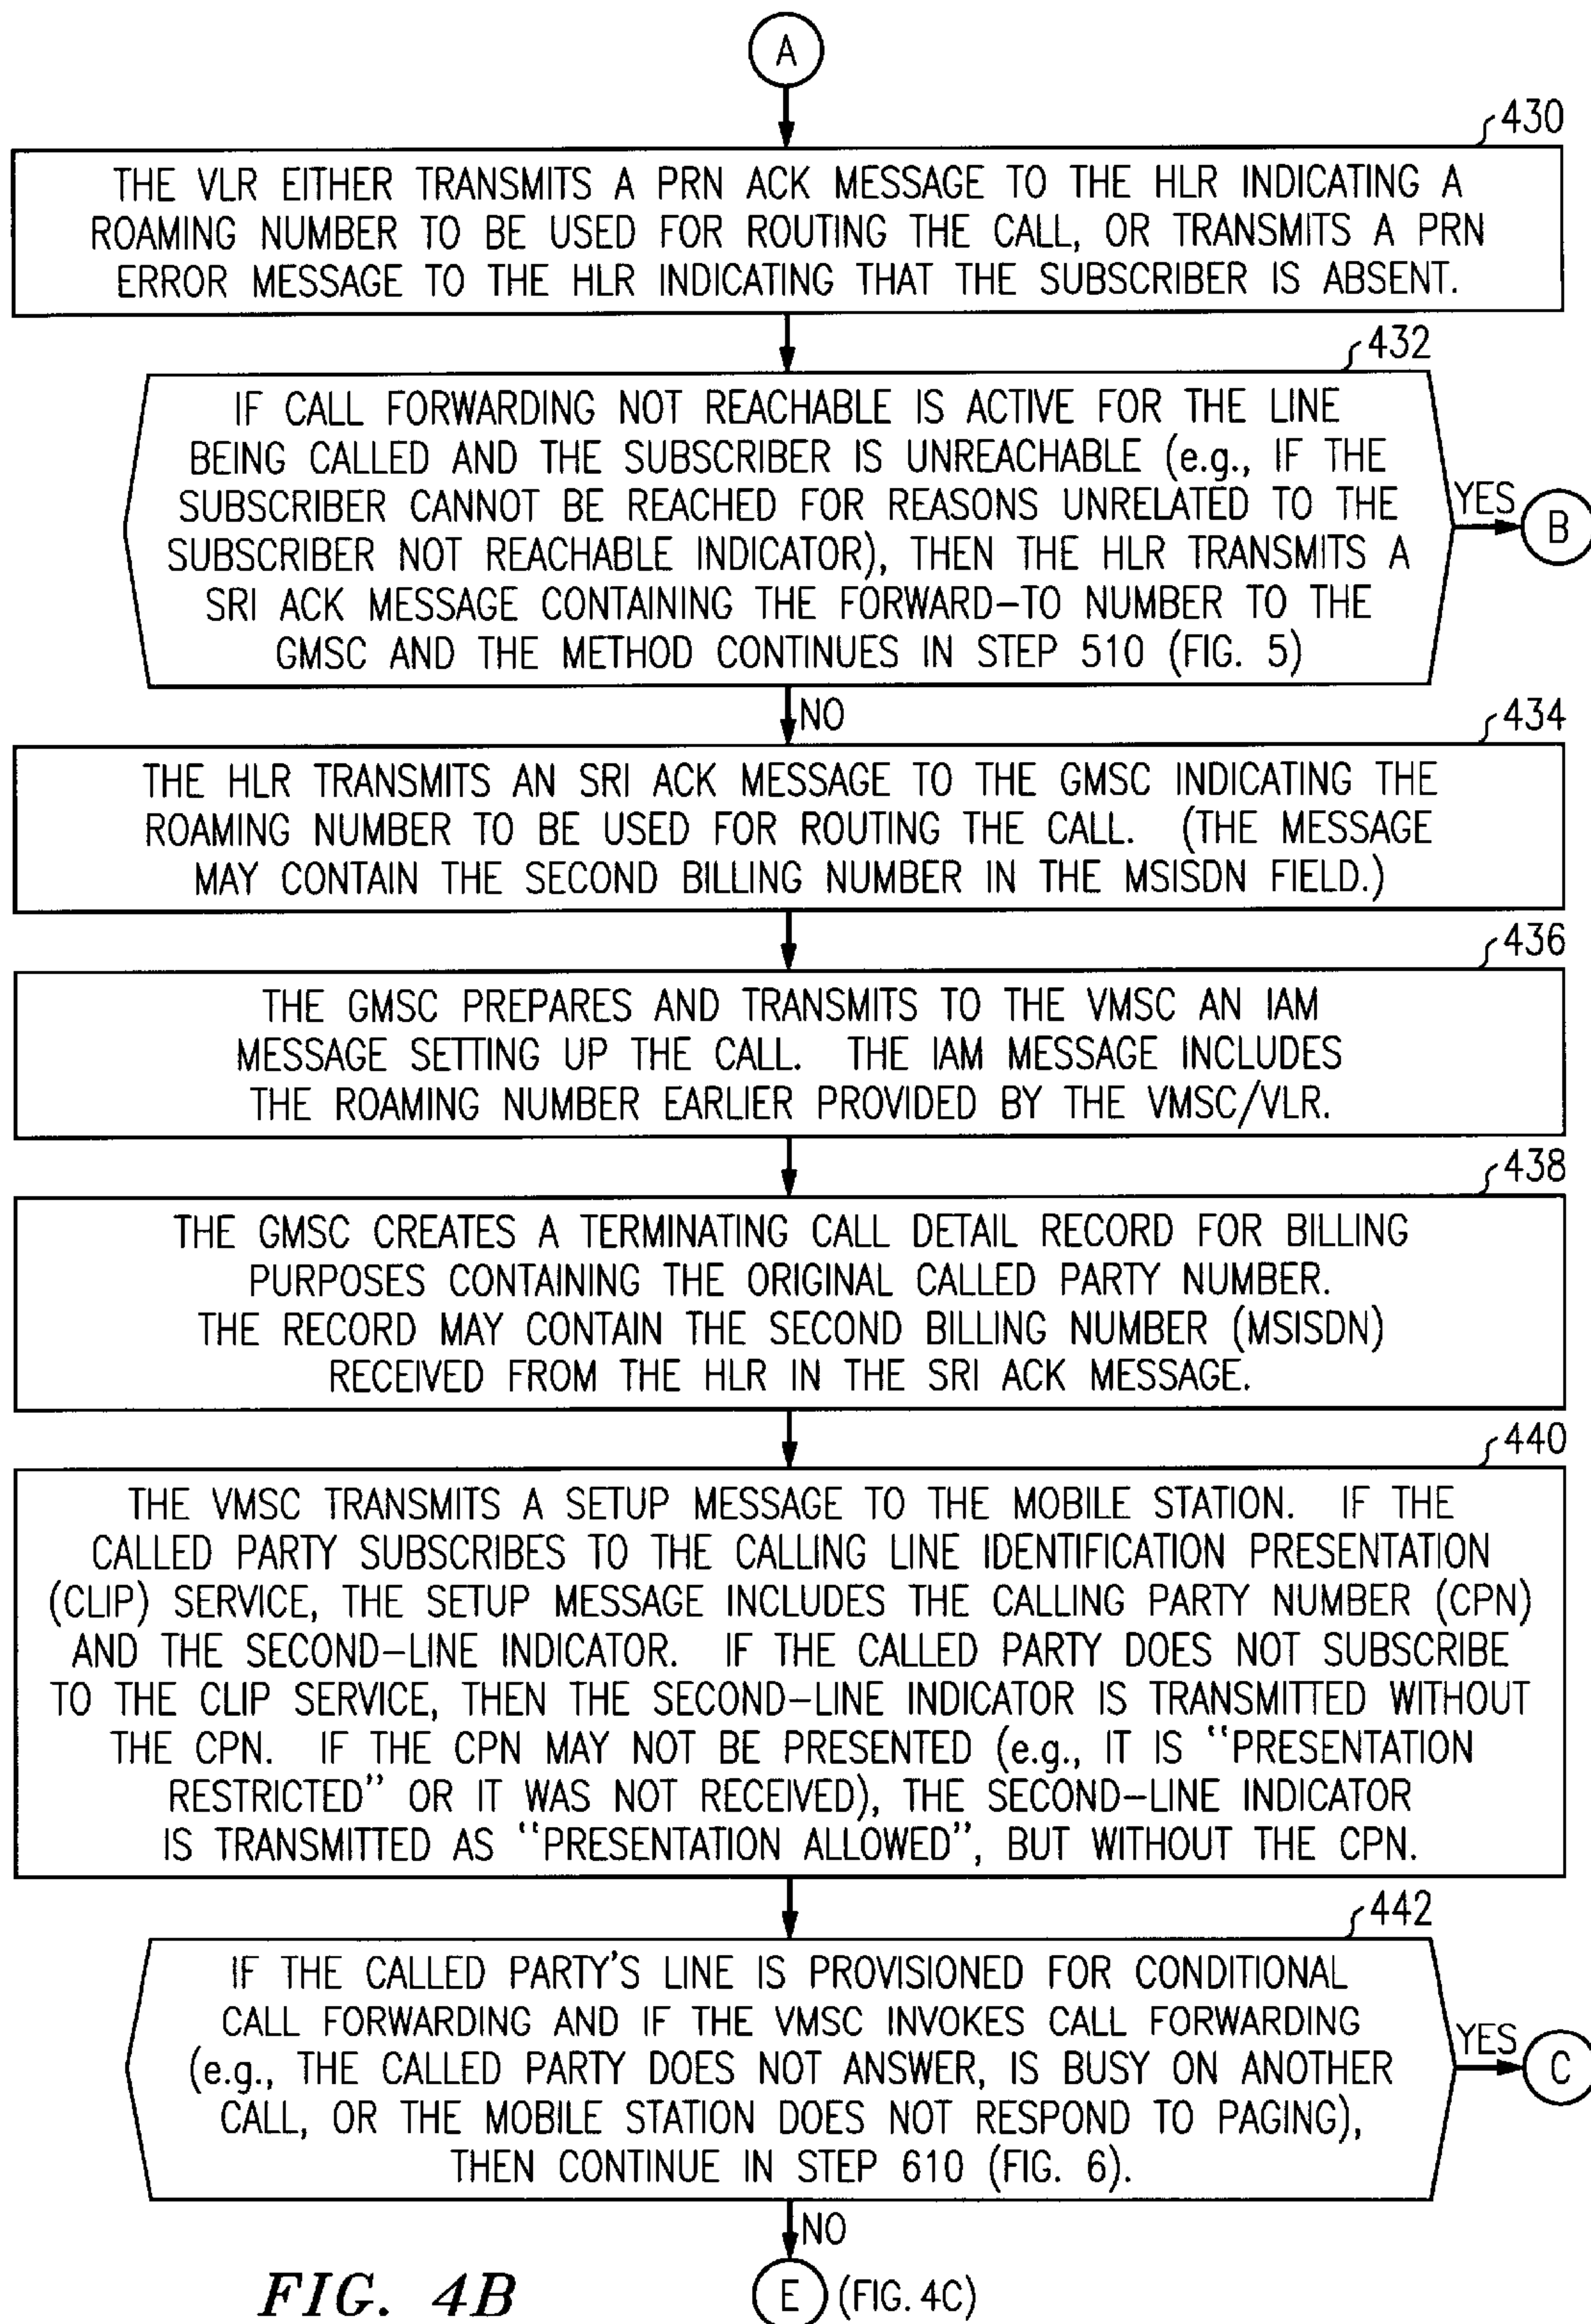 A
430
THE VLR EITHER TRANSMITS A PRN ACK MESSAGE TO THE HLR INDICATING A
ROAMING NUMBER TO BE USED FOR ROUTING THE CALL, OR TRANSMITS A PRN
ERROR MESSAGE TO THE HLR INDICATING THAT THE SUBSCRIBER IS ABSENT.
432
IF CALL FORWARDING NOT REACHABLE IS ACTIVE FOR THE LINE
BEING CALLED AND THE SUBSCRIBER IS UNREACHABLE (e.g., IF THE
SUBSCRIBER CANNOT BE REACHED FOR REASONS UNRELATED TO THE
SUBSCRIBER NOT REACHABLE INDICATOR), THEN THE HLR TRANSMITS A
SRI ACK MESSAGE CONTAINING THE FORWARD-TO NUMBER TO THE
GMSC AND THE METHOD CONTINUES IN STEP 510 (FIG. 5)
YES
B
NO
434
THE HLR TRANSMITS AN SRI ACK MESSAGE TO THE GMSC INDICATING THE
ROAMING NUMBER TO BE USED FOR ROUTING THE CALL. (THE MESSAGE
MAY CONTAIN THE SECOND BILLING NUMBER IN THE MSISDN FIELD.)
436
THE GMSC PREPARES AND TRANSMITS TO THE VMSC AN IAM
MESSAGE SETTING UP THE CALL. THE IAM MESSAGE INCLUDES
THE ROAMING NUMBER EARLIER PROVIDED BY THE VMSC/VLR.
438
THE GMSC CREATES A TERMINATING CALL DETAIL RECORD FOR BILLING
PURPOSES CONTAINING THE ORIGINAL CALLED PARTY NUMBER.
THE RECORD MAY CONTAIN THE SECOND BILLING NUMBER (MSISDN)
RECEIVED FROM THE HLR IN THE SRI ACK MESSAGE.
440
THE VMSC TRANSMITS A SETUP MESSAGE TO THE MOBILE STATION. IF THE
CALLED PARTY SUBSCRIBES TO THE CALLING LINE IDENTIFICATION PRESENTATION
(CLIP) SERVICE, THE SETUP MESSAGE INCLUDES THE CALLING PARTY NUMBER (CPN)
AND THE SECOND-LINE INDICATOR. IF THE CALLED PARTY DOES NOT SUBSCRIBE
TO THE CLIP SERVICE, THEN THE SECOND-LINE INDICATOR IS TRANSMITTED WITHOUT
THE CPN. IF THE CPN MAY NOT BE PRESENTED (e.g., IT IS “PRESENTATION
RESTRICTED” OR IT WAS NOT RECEIVED), THE SECOND-LINE INDICATOR
IS TRANSMITTED AS “PRESENTATION ALLOWED”, BUT WITHOUT THE CPN.
442
IF THE CALLED PARTY'S LINE IS PROVISIONED FOR CONDITIONAL
CALL FORWARDING AND IF THE VMSC INVOKES CALL FORWARDING
(e.g., THE CALLED PARTY DOES NOT ANSWER, IS BUSY ON ANOTHER
CALL, OR THE MOBILE STATION DOES NOT RESPOND TO PAGING),
THEN CONTINUE IN STEP 610 (FIG. 6).
YES
C
NO
E (FIG. 4C)
FIG. 4B